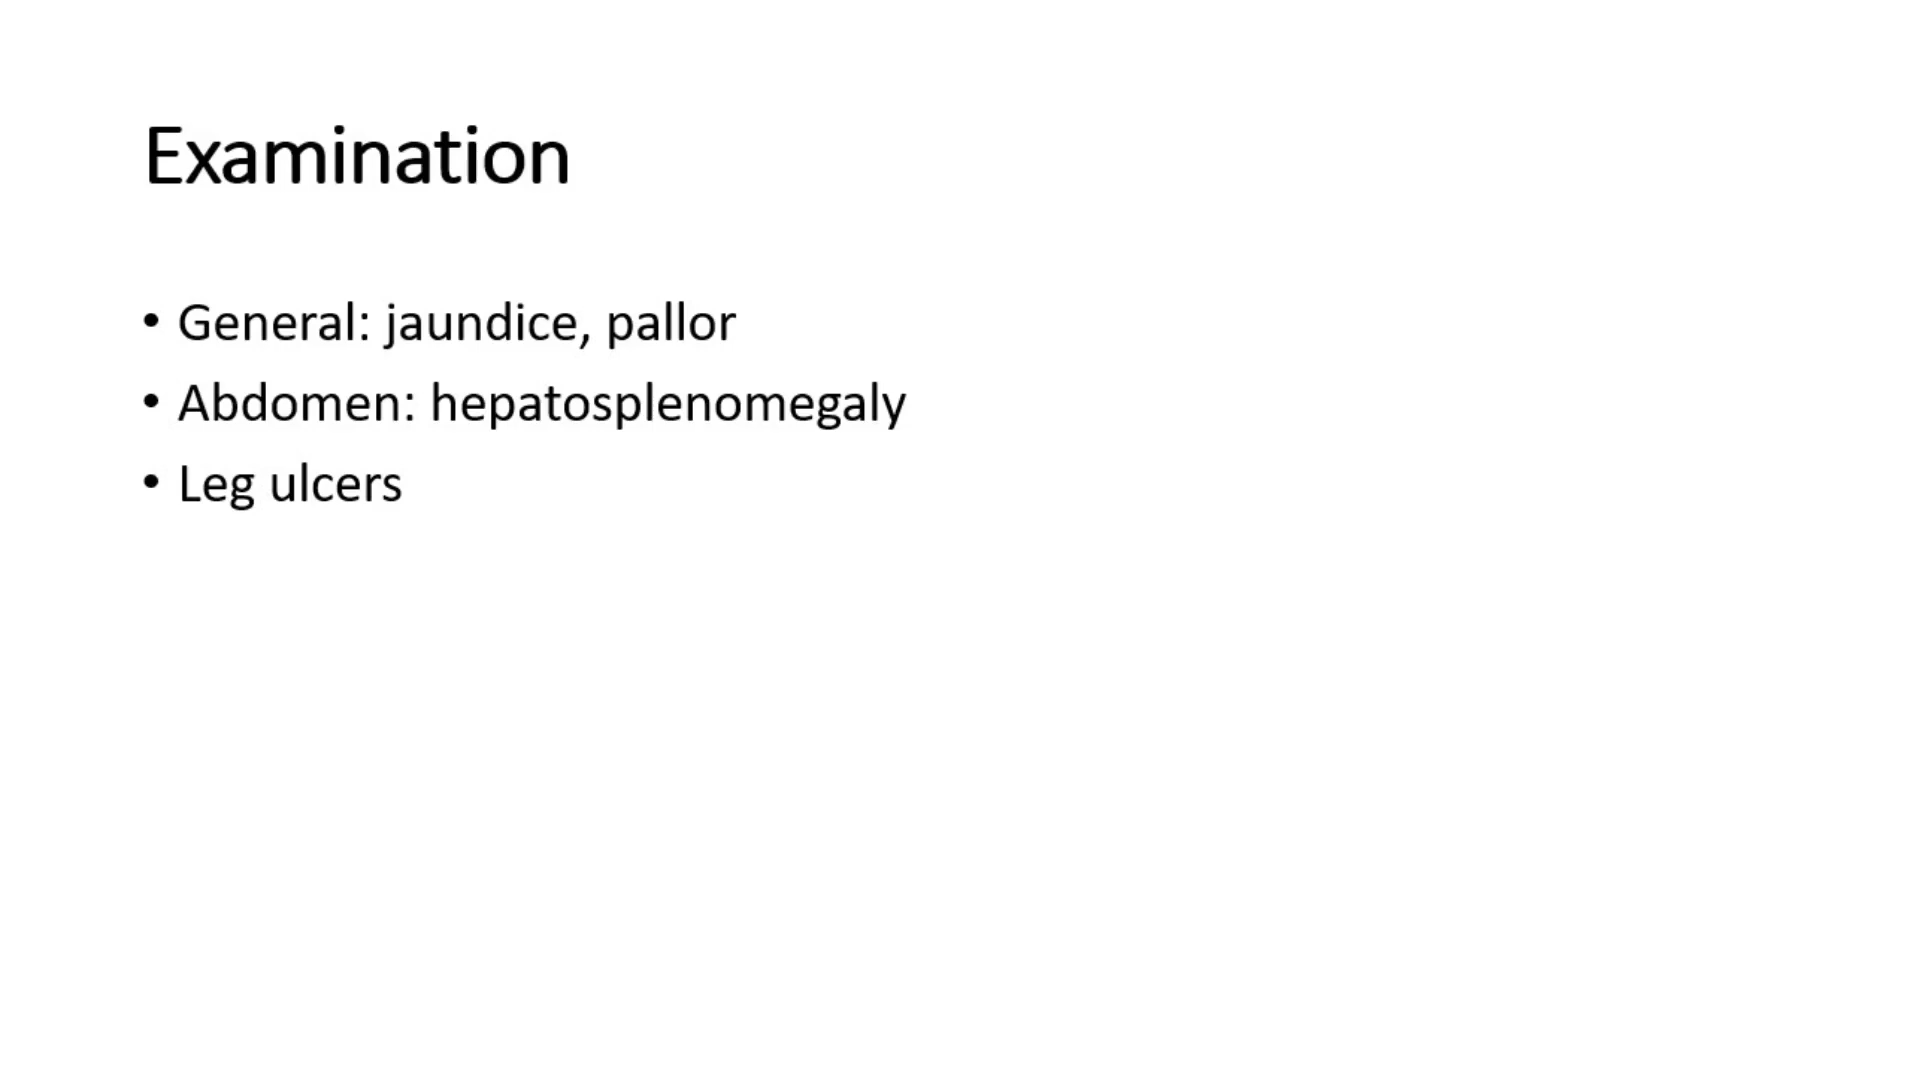 Examination
• General: jaundice, pallor
• Abdomen: hepatosplenomegaly
• Leg ulcers